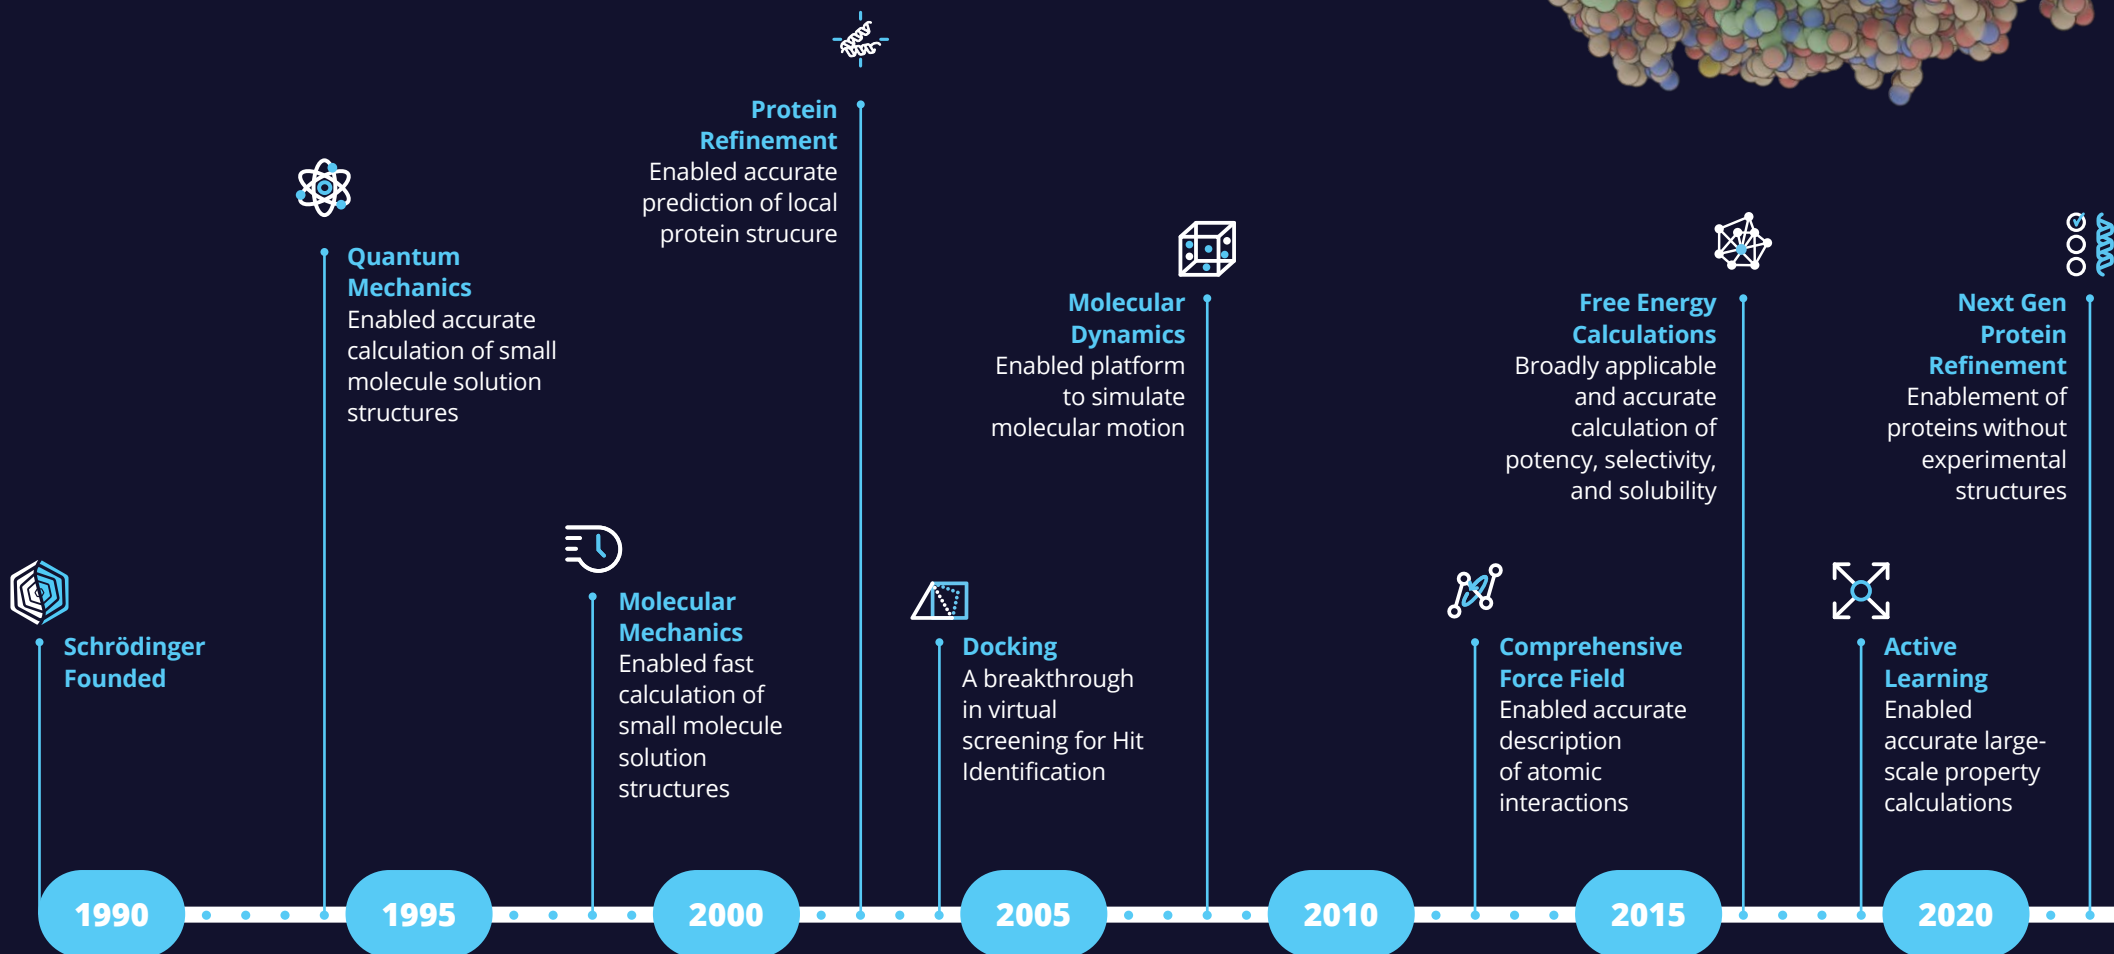 Schrödinger
Founded
Quantum
Mechanics
Enabled accurate
calculation of small
molecule solution
structures
Molecular
Mechanics
Enabled fast
calculation of
small molecule
solution
structures
Protein
Refinement
Enabled accurate
prediction of local
protein strucure
Docking
A breakthrough
in virtual
screening for Hit
Identification
Molecular
Dynamics
Enabled platform
to simulate
molecular motion
Comprehensive
Force Field
Enabled accurate
description
of atomic
interactions
Free Energy
Calculations
Broadly applicable
and accurate
calculation of
potency, selectivity,
and solubility
Active
Learning
Enabled
accurate large-
scale property
calculations
Next Gen
Protein
Refinement
Enablement of
proteins without
experimental
structures
1990
1995
2000
2005
2010
2015
2020